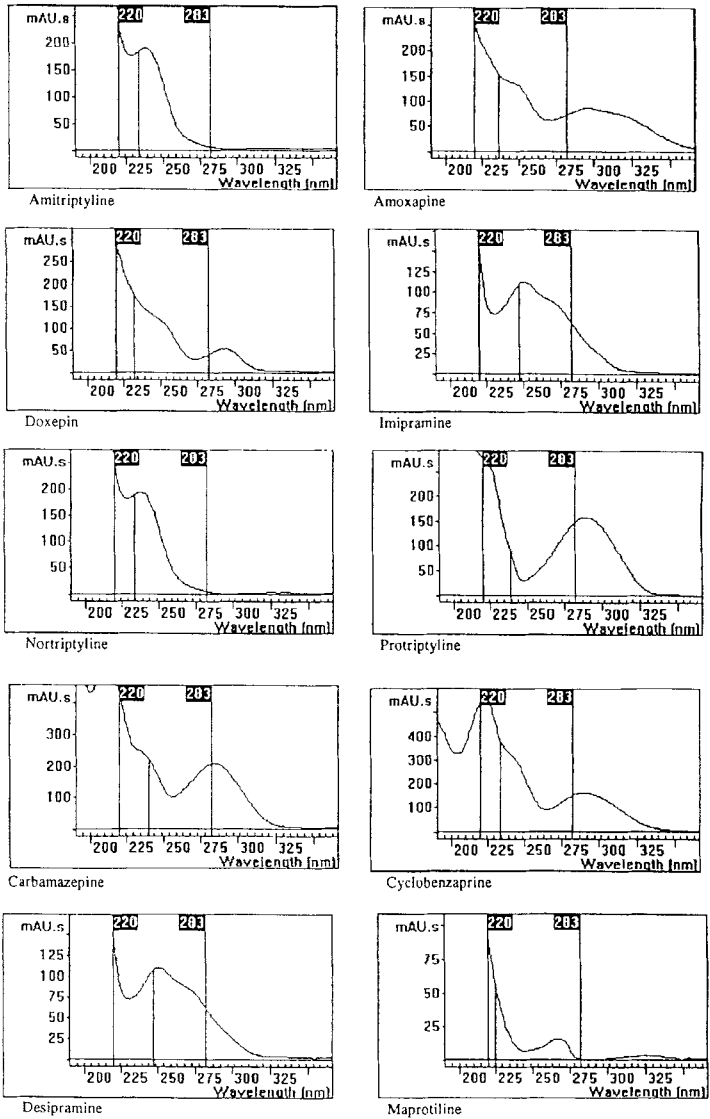 mAU.s 220 283
200
150
100
50
200 225 250 275 300 325
Wavelength [nm]
Amitriptyline
mAU.s 220 283
200
150
100
50
200 225 250 275 300 325
Wavelength [nm]
Amoxapine
mAU.s 220 283
250
200
150
100
50
200 225 250 275 300 325
Wavelength [nm]
Doxepin
mAU.s 220 283
125
100
75
50
25
200 225 250 275 300 325
Wavelength [nm]
Imipramine
mAU.s 220 283
250
200
150
100
50
200 225 250 275 300 325
Wavelength [nm]
Nortriptyline
mAU.s 220 283
250
200
150
100
50
200 225 250 275 300 325
Wavelength [nm]
Protriptyline
mAU.s 220 283
300
200
100
200 225 250 275 300 325
Wavelength [nm]
Carbamazepine
mAU.s 220 283
400
300
200
100
200 225 250 275 300 325
Wavelength [nm]
Cyclobenzaprine
mAU.s 220 283
125
100
75
50
25
200 225 250 275 300 325
Wavelength [nm]
Desipramine
mAU.s 220 283
75
50
25
200 225 250 275 300 325
Wavelength [nm]
Maprotiline